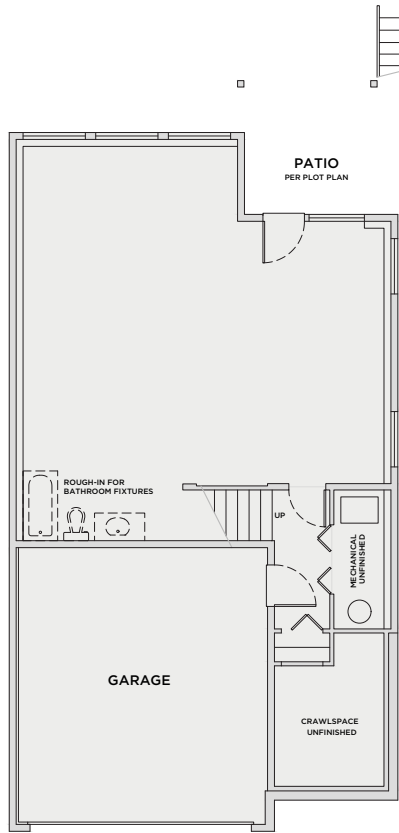 PATIO
PER PLOT PLAN
ROUGH-IN FOR
BATHROOM FIXTURES
UP
MECHANICAL
UNFINISHED
GARAGE
CRAWLSPACE
UNFINISHED